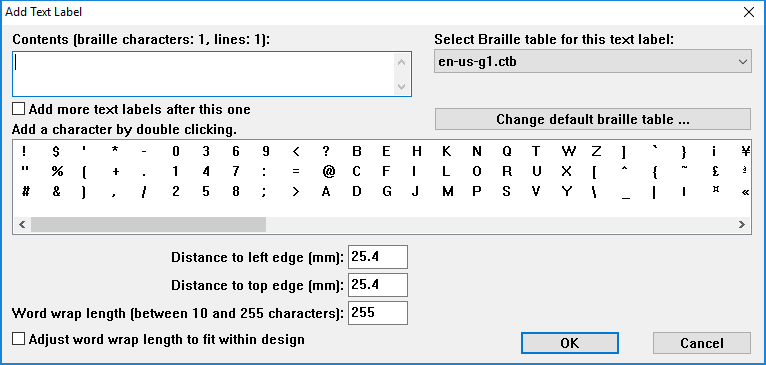 Add Text Label
Contents (braille characters: 1, lines: 1):
Select Braille table for this text label:
en-us-g1.ctb
Add more text labels after this one
Change default braille table ...
Add a character by double clicking.
! $ ' * - 0 3 6 9 < ? B E H K N Q T W Z ] ` } ¡ ¥
" % ( + . 1 4 7 : = @ C F I L O R U X [ ^ { ~ £ ª
# & ) , / 2 5 8 ; > A D G J M P S V Y \ _ | ¤ «
Distance to left edge (mm): 25.4
Distance to top edge (mm): 25.4
Word wrap length (between 10 and 255 characters): 255
Adjust word wrap length to fit within design
OK
Cancel